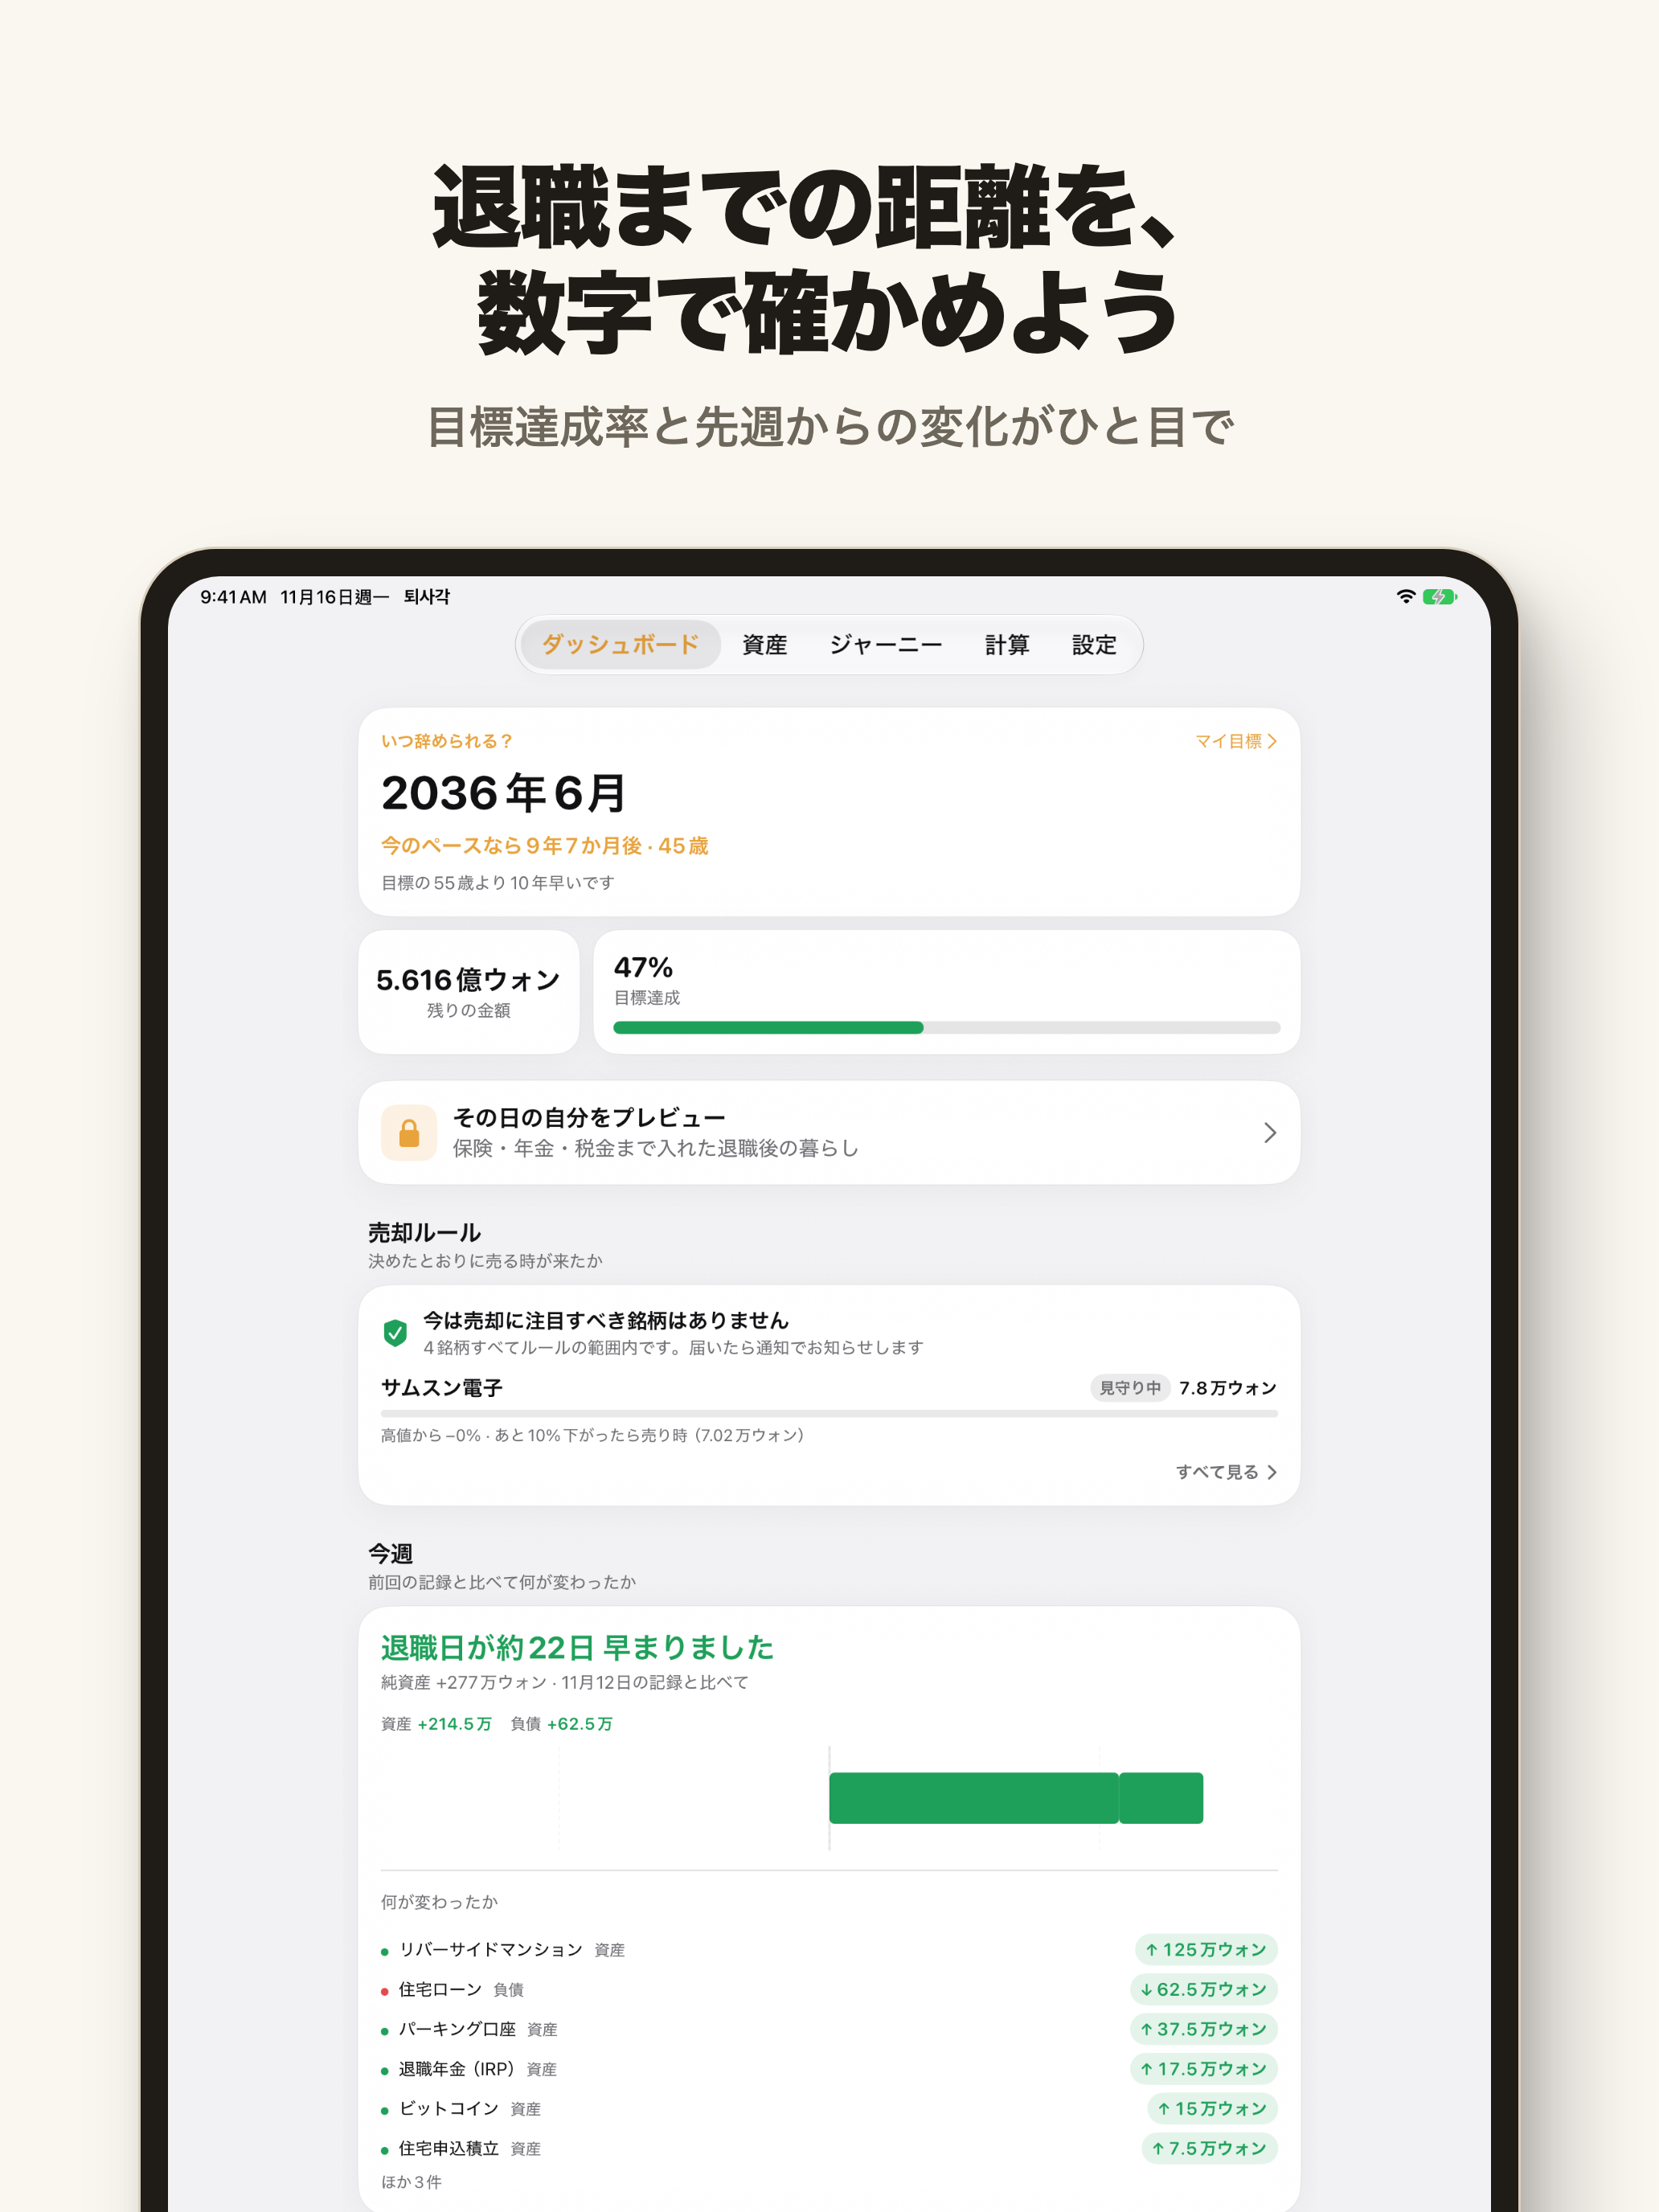 退職までの距離を、
数字で確かめよう
目標達成率と先週からの変化がひと目で
9:41 AM 11月16日週一 퇴사각
ダッシュボード 資産 ジャーニー 計算 設定
いつ辞められる？ マイ目標
2036年6月
今のペースなら9年7か月後 · 45歳
目標の55歳より10年早いです
5.616億ウォン
残りの金額
47%
目標達成
その日の自分をプレビュー
保険・年金・税金まで入れた退職後の暮らし
売却ルール
決めたとおりに売る時が来たか
今は売却に注目すべき銘柄はありません
4銘柄すべてルールの範囲内です。届いたら通知でお知らせします
サムスン電子 見守り中 7.8万ウォン
高値から −0% · あと10%下がったら売り時（7.02万ウォン）
すべて見る
今週
前回の記録と比べて何が変わったか
退職日が約22日 早まりました
純資産 +277万ウォン · 11月12日の記録と比べて
資産 +214.5万 負債 +62.5万
何が変わったか
リバーサイドマンション 資産 ↑ 125万ウォン
住宅ローン 負債 ↓ 62.5万ウォン
パーキング口座 資産 ↑ 37.5万ウォン
退職年金（IRP） 資産 ↑ 17.5万ウォン
ビットコイン 資産 ↑ 15万ウォン
住宅申込積立 資産 ↑ 7.5万ウォン
ほか3件